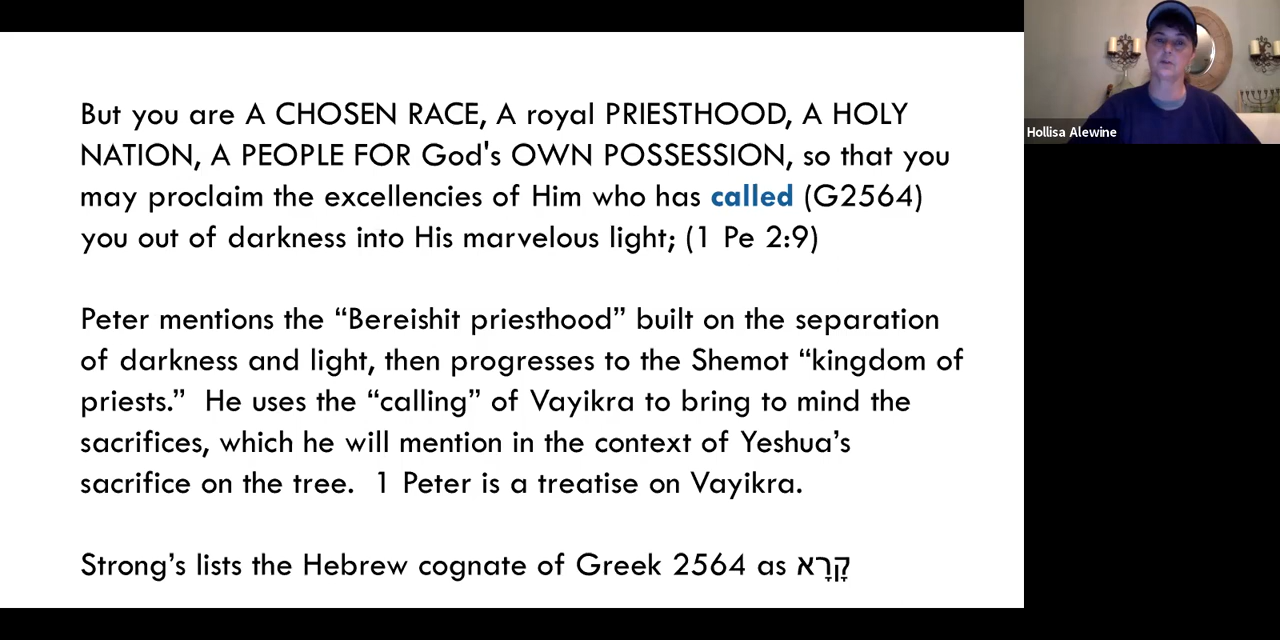 But you are A CHOSEN RACE, A royal PRIESTHOOD, A HOLY
NATION, A PEOPLE FOR God's OWN POSSESSION, so that you
may proclaim the excellencies of Him who has called (G2564)
you out of darkness into His marvelous light; (1 Pe 2:9)
Peter mentions the “Bereishit priesthood” built on the separation
of darkness and light, then progresses to the Shemot “kingdom of
priests.”  He uses the “calling” of Vayikra to bring to mind the
sacrifices, which he will mention in the context of Yeshua’s
sacrifice on the tree.  1 Peter is a treatise on Vayikra.
Strong’s lists the Hebrew cognate of Greek 2564 as קָרָא
Hollisa Alewine